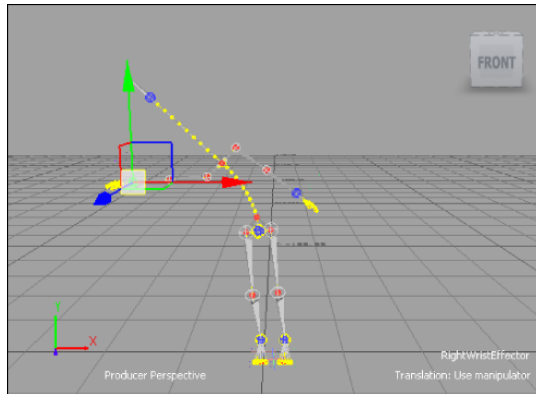 FRONT
Y
X
RightWristEffector
Producer Perspective
Translation: Use manipulator